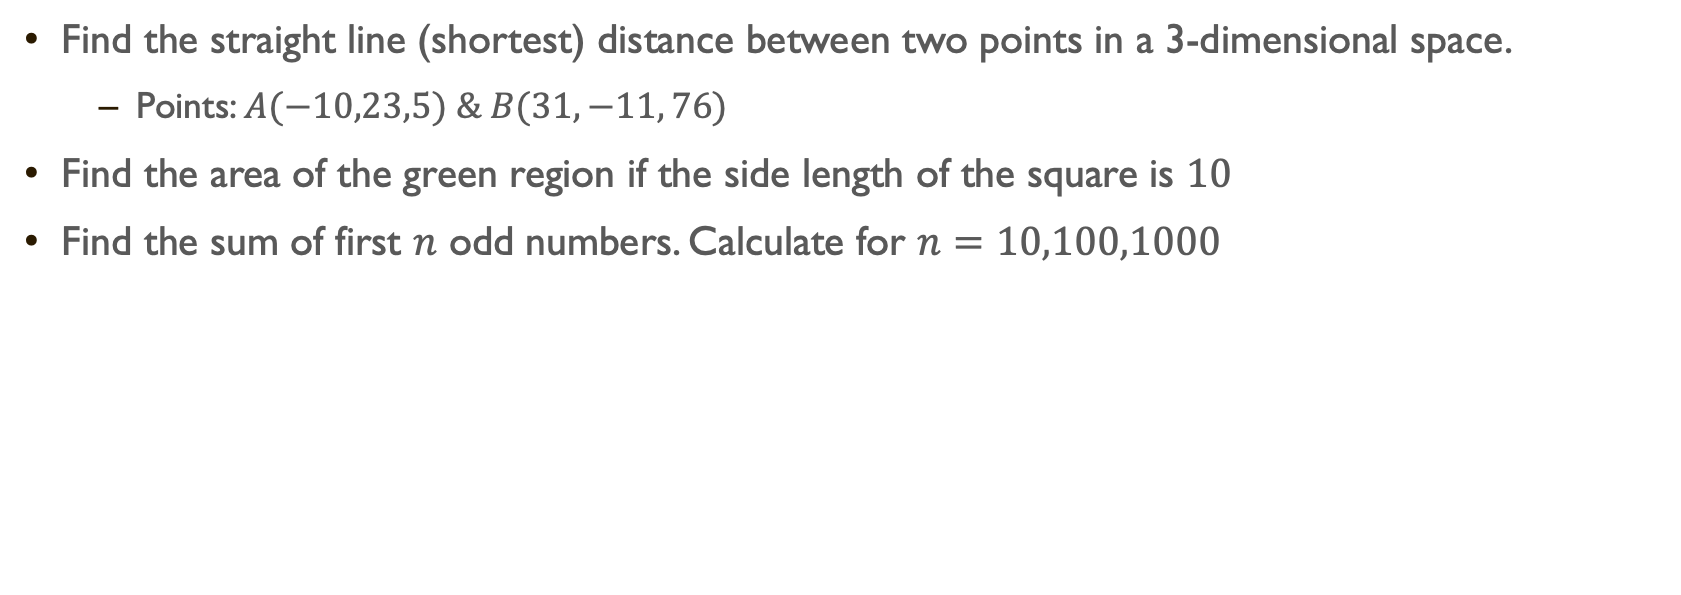 • Find the straight line (shortest) distance between two points in a 3-dimensional space.
– Points: A(−10,23,5) & B(31, −11, 76)
• Find the area of the green region if the side length of the square is 10
• Find the sum of first n odd numbers. Calculate for n = 10,100,1000